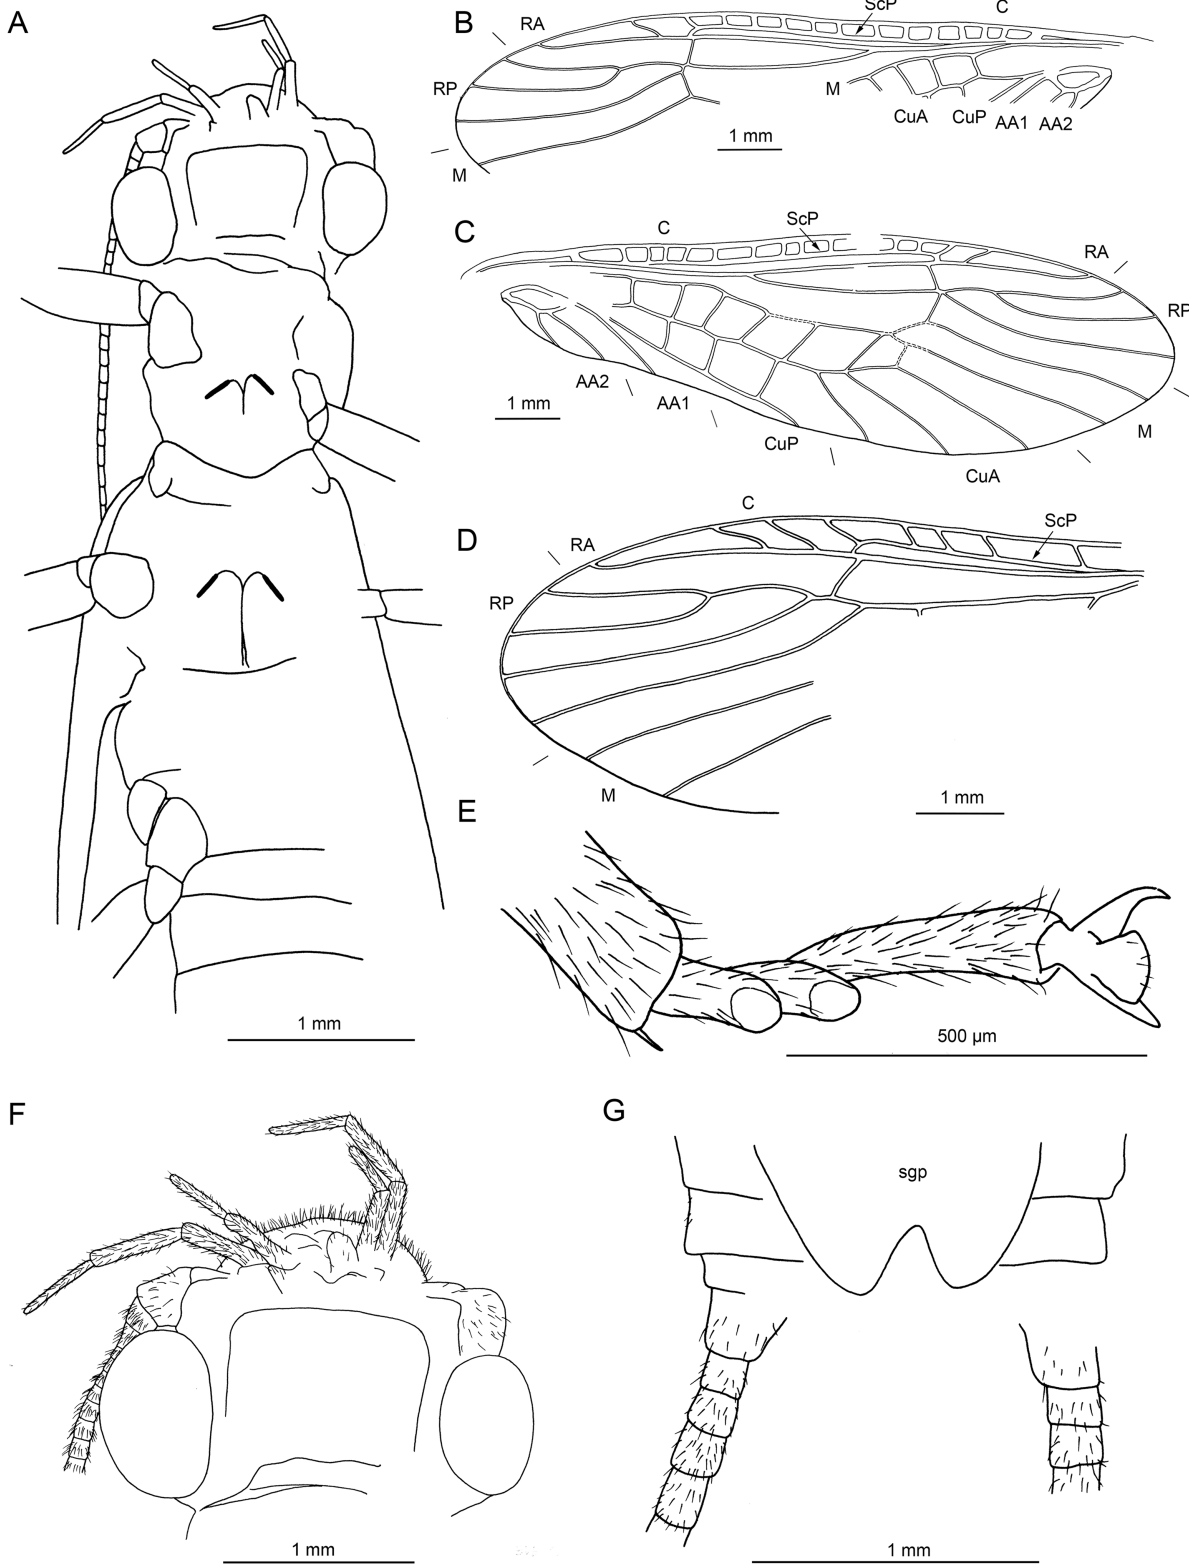 A
B
RA
ScP
C
RP
M
M
CuA CuP AA1 AA2
1 mm
C
C
ScP
RA
RP
AA2
AA1
CuP
CuA
M
1 mm
D
C
ScP
RA
RP
M
1 mm
1 mm
E
500 µm
F
1 mm
G
sgp
1 mm